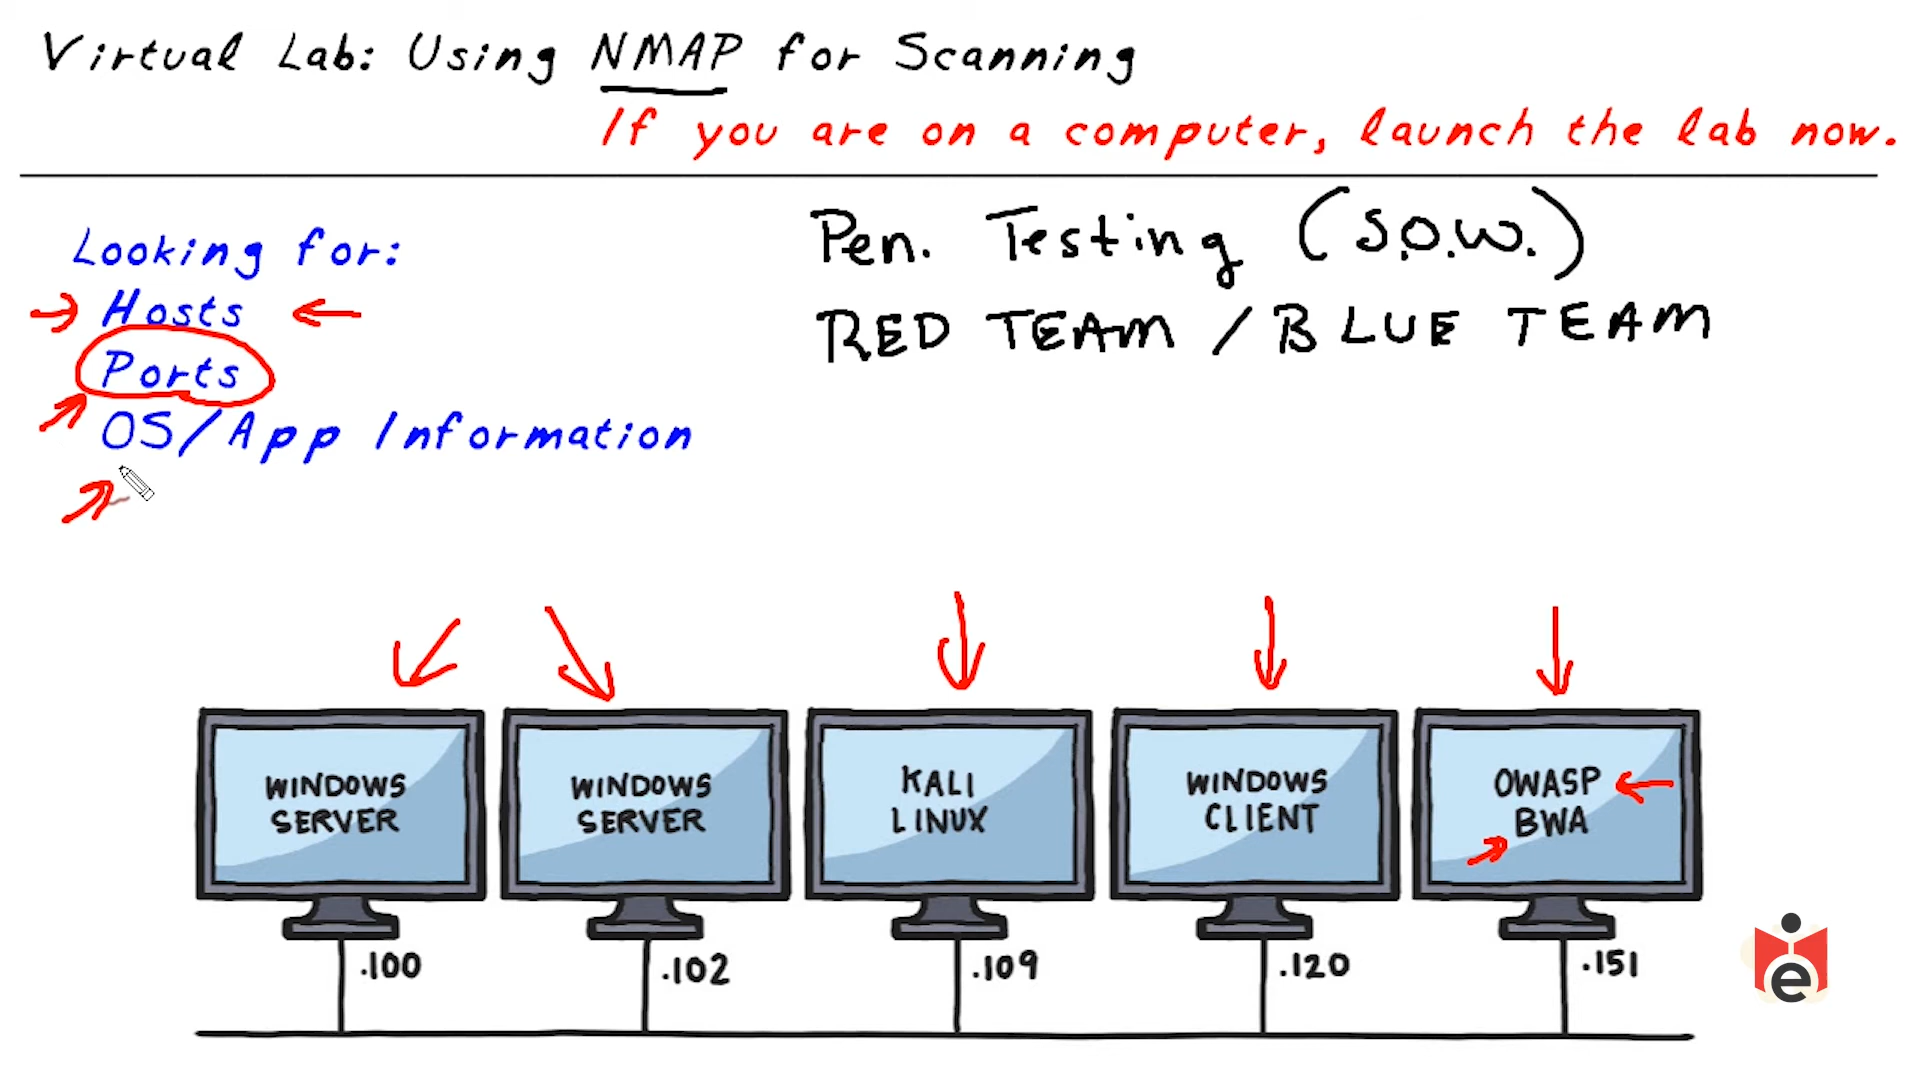 Virtual Lab: Using NMAP for Scanning
If you are on a computer, launch the lab now.
Looking for:
Hosts
Ports
OS/App Information
Pen. Testing (S.O.W.)
RED TEAM / BLUE TEAM
WINDOWS
SERVER
WINDOWS
SERVER
KALI
LINUX
WINDOWS
CLIENT
OWASP
BWA
.100
.102
.109
.120
.151
e